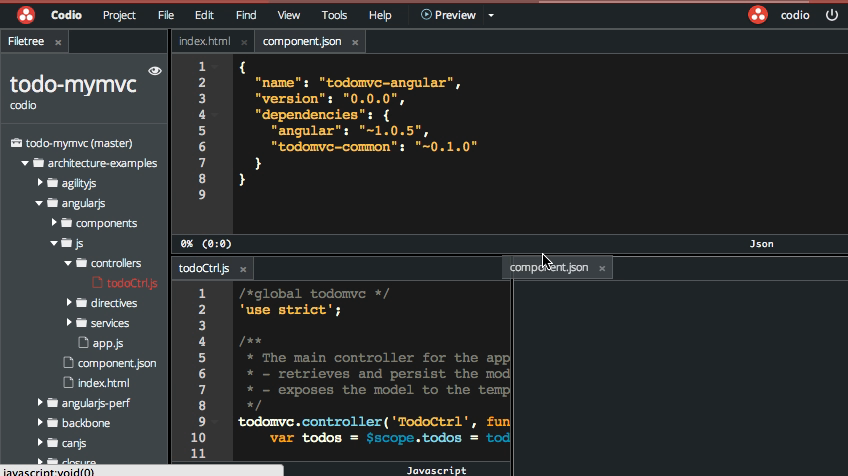 Codio Project File Edit Find View Tools Help Preview codio
Filetree × index.html × component.json ×
todo-mymvc
codio
todo-mymvc (master)
architecture-examples
agilityjs
angularjs
components
js
controllers
todoCtrl.js
directives
services
app.js
component.json
index.html
angularjs-perf
backbone
canjs
closure
javascript:void(0)
1 {
2 "name": "todomvc-angular",
3 "version": "0.0.0",
4 "dependencies": {
5 "angular": "~1.0.5",
6 "todomvc-common": "~0.1.0"
7 }
8 }
9
0% (0:0) Json
todoCtrl.js × component.json ×
1 /*global todomvc */
2 'use strict';
3
4 /**
5 * The main controller for the app
6 * - retrieves and persist the mod
7 * - exposes the model to the temp
8 */
9 todomvc.controller('TodoCtrl', fun
10 var todos = $scope.todos = tod
11
Javascript